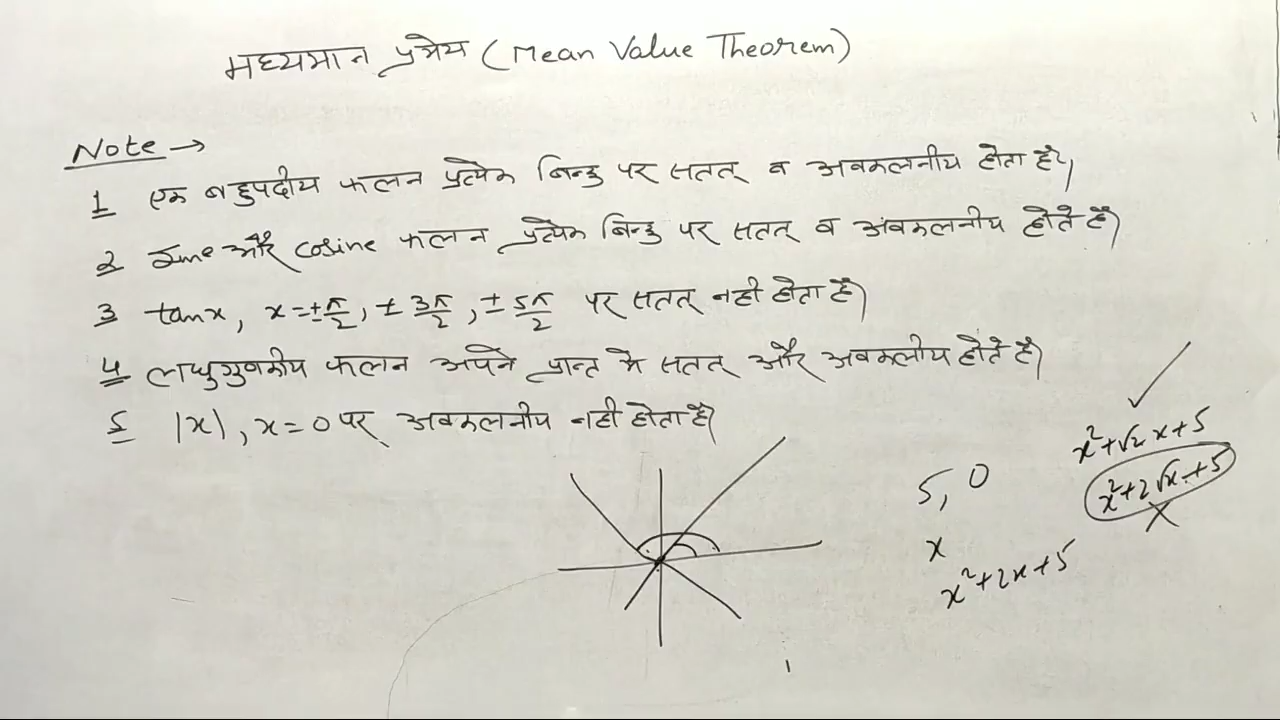 मध्यमान प्रमेय (Mean Value Theorem)
Note →
1 एक बहुपदीय फलन प्रत्येक बिन्दु पर सतत् व अवकलनीय होता है।
2 Sine और cosine फलन प्रत्येक बिन्दु पर सतत् व अवकलनीय होते है।
3 tanx, x=±π/2, ±3π/2, ±5π/2 पर सतत् नही होता है।
4 लघुगुणकीय फलन अपने प्रान्त मे सतत् और अवकलीय होते है।
5 |x|, x=0 पर अवकलनीय नही होता है।
x²+√2 x+5
x²+2√x+5
5, 0
x
x²+2x+5